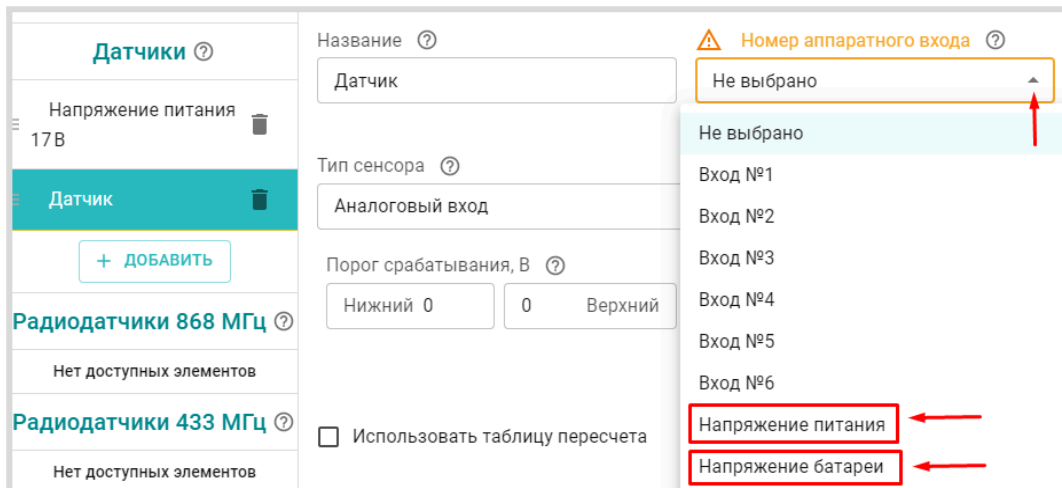 Датчики
Напряжение питания
17В
Датчик
+ ДОБАВИТЬ
Радиодатчики 868 МГц
Нет доступных элементов
Радиодатчики 433 МГц
Нет доступных элементов
Название
Датчик
Тип сенсора
Аналоговый вход
Порог срабатывания, В
Нижний 0
0 Верхний
Использовать таблицу пересчета
Номер аппаратного входа
Не выбрано
Не выбрано
Вход №1
Вход №2
Вход №3
Вход №4
Вход №5
Вход №6
Напряжение питания
Напряжение батареи